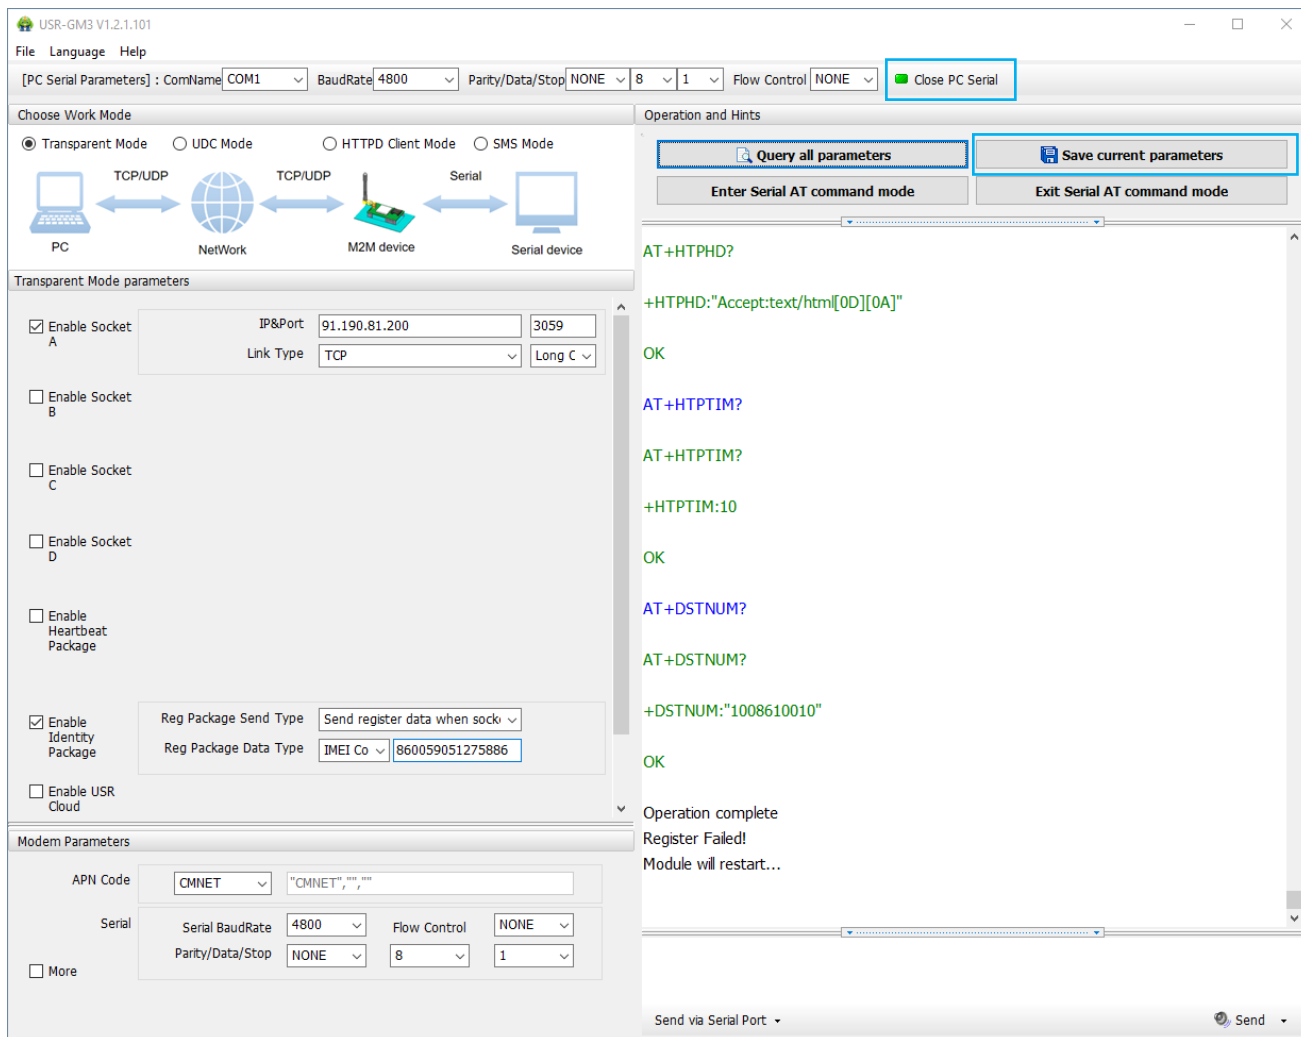 USR-GM3 V1.2.1.101
File Language Help
[PC Serial Parameters] : ComName COM1 BaudRate 4800 Parity/Data/Stop NONE 8 1 Flow Control NONE Close PC Serial
Choose Work Mode
Transparent Mode UDC Mode HTTPD Client Mode SMS Mode
TCP/UDP TCP/UDP Serial
PC NetWork M2M device Serial device
Transparent Mode parameters
Enable Socket
A
IP&Port 91.190.81.200 3059
Link Type TCP Long C
Enable Socket
B
Enable Socket
C
Enable Socket
D
Enable
Heartbeat
Package
Enable
Identity
Package
Reg Package Send Type Send register data when sock
Reg Package Data Type IMEI Co 860059051275886
Enable USR
Cloud
Modem Parameters
APN Code CMNET "CMNET","",""
Serial
Serial BaudRate 4800 Flow Control NONE
Parity/Data/Stop NONE 8 1
More
Operation and Hints
Query all parameters Save current parameters
Enter Serial AT command mode Exit Serial AT command mode
AT+HTPHD?
+HTPHD:"Accept:text/html[0D][0A]"
OK
AT+HTPTIM?
AT+HTPTIM?
+HTPTIM:10
OK
AT+DSTNUM?
AT+DSTNUM?
+DSTNUM:"1008610010"
OK
Operation complete
Register Failed!
Module will restart...
Send via Serial Port Send